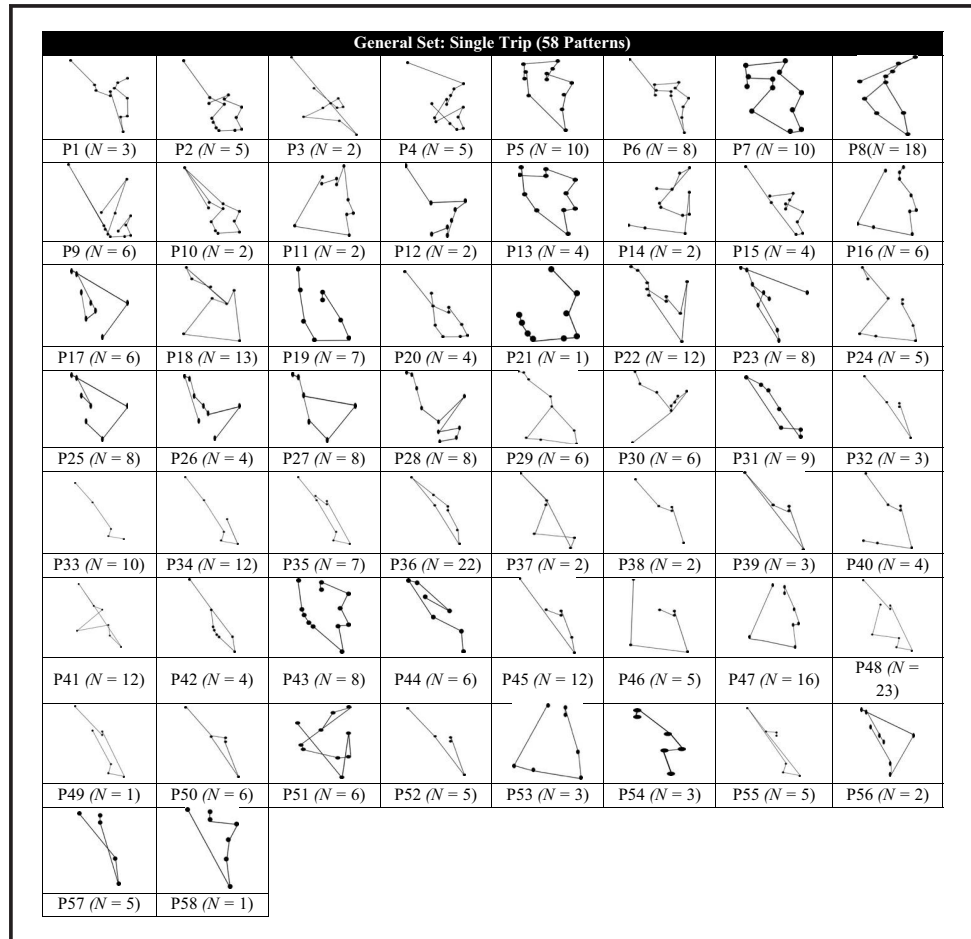 General Set: Single Trip (58 Patterns)
P1 (N = 3) P2 (N = 5) P3 (N = 2) P4 (N = 5) P5 (N = 10) P6 (N = 8) P7 (N = 10) P8(N = 18)
P9 (N = 6) P10 (N = 2) P11 (N = 2) P12 (N = 2) P13 (N = 4) P14 (N = 2) P15 (N = 4) P16 (N = 6)
P17 (N = 6) P18 (N = 13) P19 (N = 7) P20 (N = 4) P21 (N = 1) P22 (N = 12) P23 (N = 8) P24 (N = 5)
P25 (N = 8) P26 (N = 4) P27 (N = 8) P28 (N = 8) P29 (N = 6) P30 (N = 6) P31 (N = 9) P32 (N = 3)
P33 (N = 10) P34 (N = 12) P35 (N = 7) P36 (N = 22) P37 (N = 2) P38 (N = 2) P39 (N = 3) P40 (N = 4)
P41 (N = 12) P42 (N = 4) P43 (N = 8) P44 (N = 6) P45 (N = 12) P46 (N = 5) P47 (N = 16) P48 (N =
23)
P49 (N = 1) P50 (N = 6) P51 (N = 6) P52 (N = 5) P53 (N = 3) P54 (N = 3) P55 (N = 5) P56 (N = 2)
P57 (N = 5) P58 (N = 1)